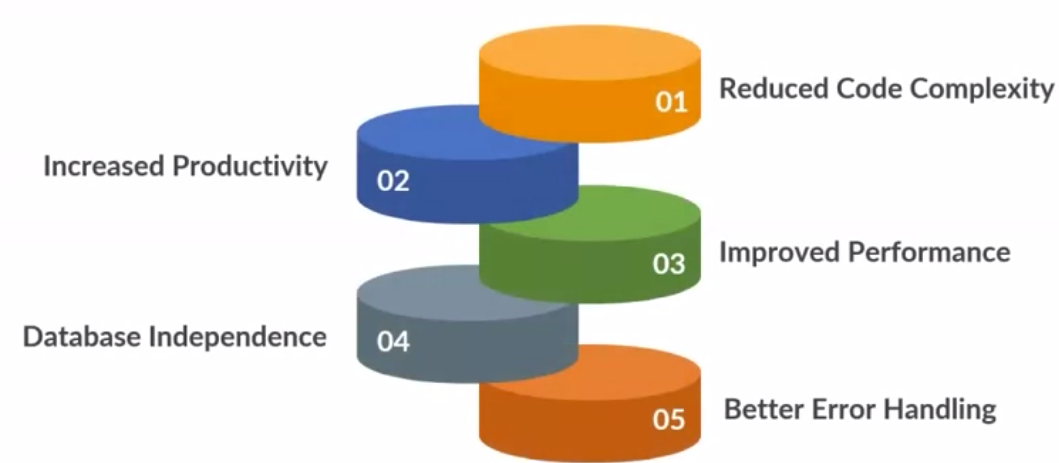 01 Reduced Code Complexity
Increased Productivity 02
03 Improved Performance
Database Independence 04
05 Better Error Handling